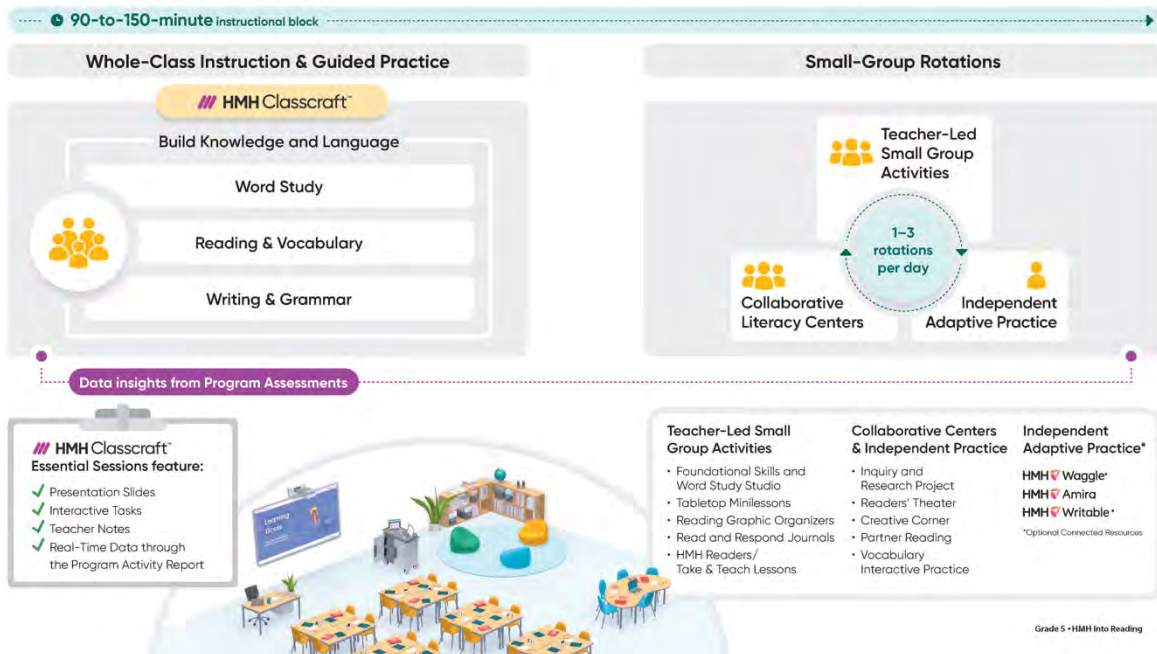 90-to-150-minute instructional block
Whole-Class Instruction & Guided Practice
HMH Classcraft™
Build Knowledge and Language
Word Study
Reading & Vocabulary
Writing & Grammar
Small-Group Rotations
Teacher-Led
Small Group
Activities
1–3
rotations
per day
Collaborative
Literacy Centers
Independent
Adaptive Practice
Data insights from Program Assessments
HMH Classcraft™
Essential Sessions feature:
Presentation Slides
Interactive Tasks
Teacher Notes
Real-Time Data through
the Program Activity Report
Learning
Goals
Teacher-Led Small
Group Activities
• Foundational Skills and
Word Study Studio
• Tabletop Minilessons
• Reading Graphic Organizers
• Read and Respond Journals
• HMH Readers/
Take & Teach Lessons
Collaborative Centers
& Independent Practice
• Inquiry and
Research Project
• Readers' Theater
• Creative Corner
• Partner Reading
• Vocabulary
Interactive Practice
Independent
Adaptive Practice*
HMH Waggle*
HMH Amira
HMH Writable*
*Optional Connected Resources
Grade 5 • HMH Into Reading